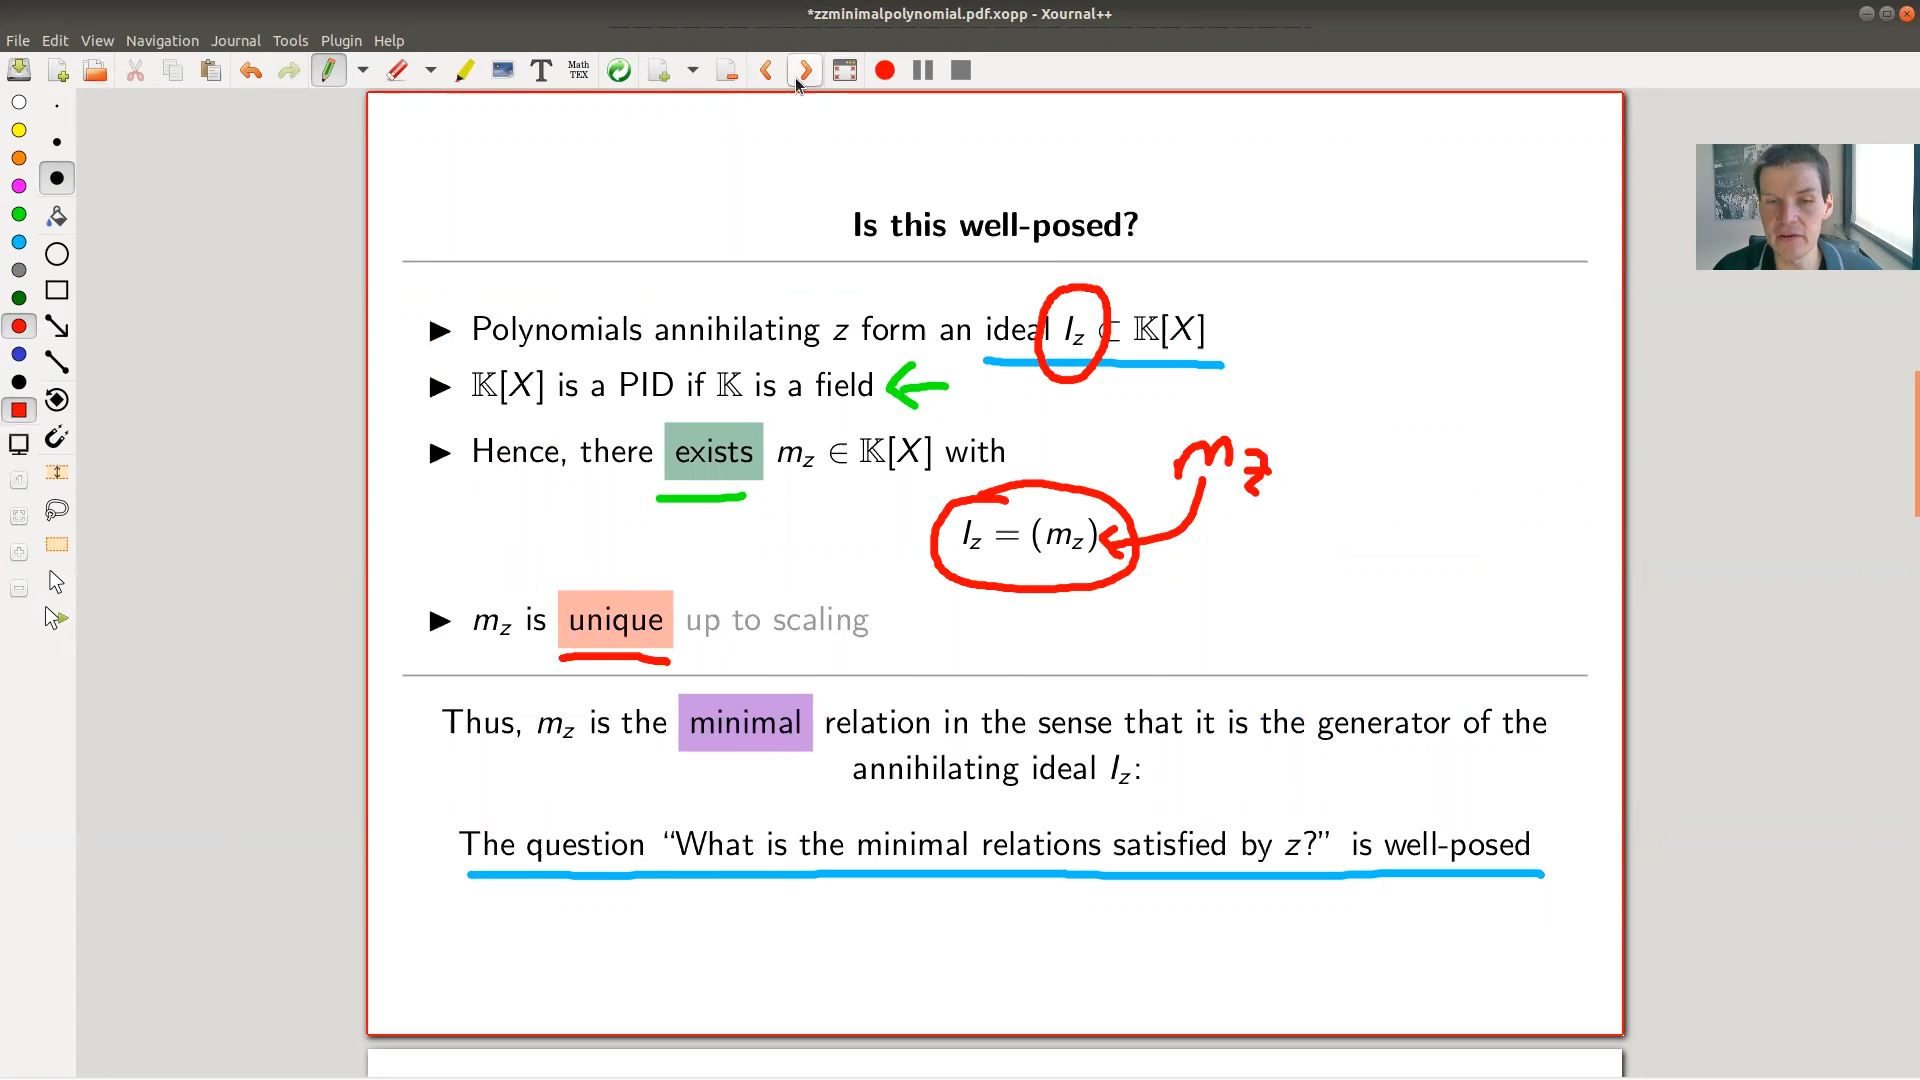 *zzminimalpolynomial.pdf.xopp - Xournal++
File Edit View Navigation Journal Tools Plugin Help
T Math TEX
Is this well-posed?
▶ Polynomials annihilating z form an ideal I_z ⊂ 𝕂[X]
▶ 𝕂[X] is a PID if 𝕂 is a field
▶ Hence, there exists m_z ∈ 𝕂[X] with
m_z
I_z = (m_z)
▶ m_z is unique up to scaling
Thus, m_z is the minimal relation in the sense that it is the generator of the
annihilating ideal I_z:
The question “What is the minimal relations satisfied by z?” is well-posed